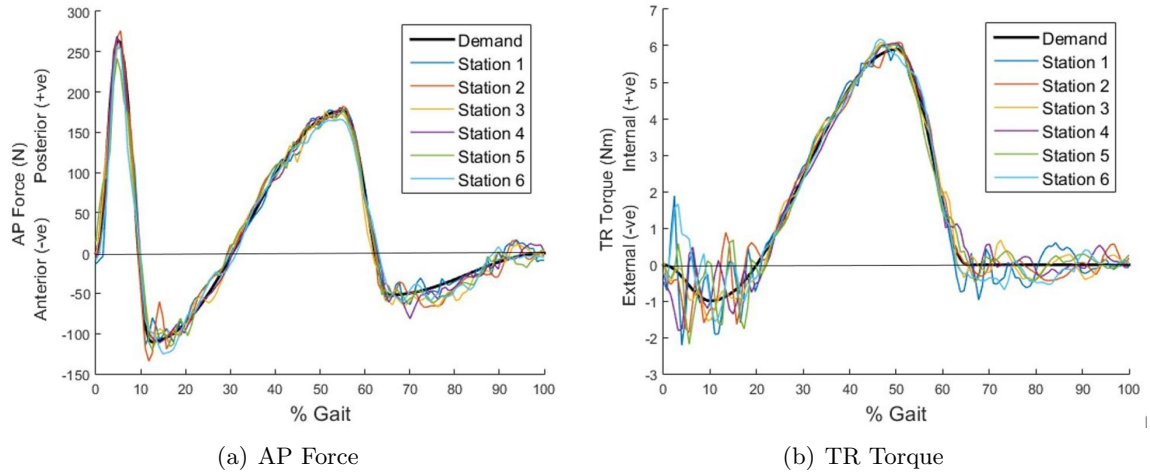 300
250
200
150
100
50
0
-50
-100
-150
0 10 20 30 40 50 60 70 80 90 100
AP Force (N)
Anterior (-ve) Posterior (+ve)
% Gait
Demand
Station 1
Station 2
Station 3
Station 4
Station 5
Station 6
(a) AP Force
7
6
5
4
3
2
1
0
-1
-2
-3
0 10 20 30 40 50 60 70 80 90 100
TR Torque (Nm)
External (-ve) Internal (+ve)
% Gait
Demand
Station 1
Station 2
Station 3
Station 4
Station 5
Station 6
(b) TR Torque